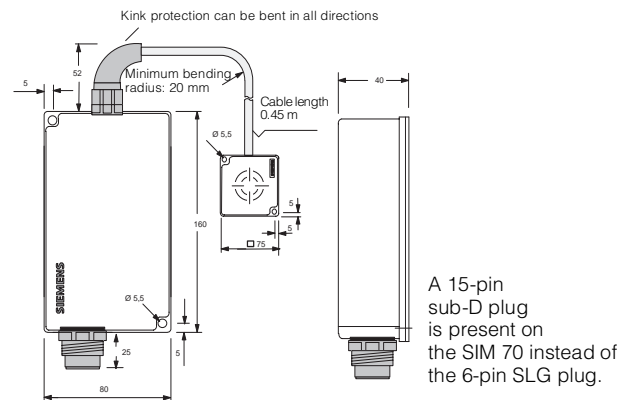 Kink protection can be bent in all directions
52
5
Minimum bending
radius: 20 mm
Cable length
0.45 m
Ø 5,5
5
5
□ 75
160
SIEMENS
Ø 5,5
25
5
80
40
A 15-pin
sub-D plug
is present on
the SIM 70 instead of
the 6-pin SLG plug.